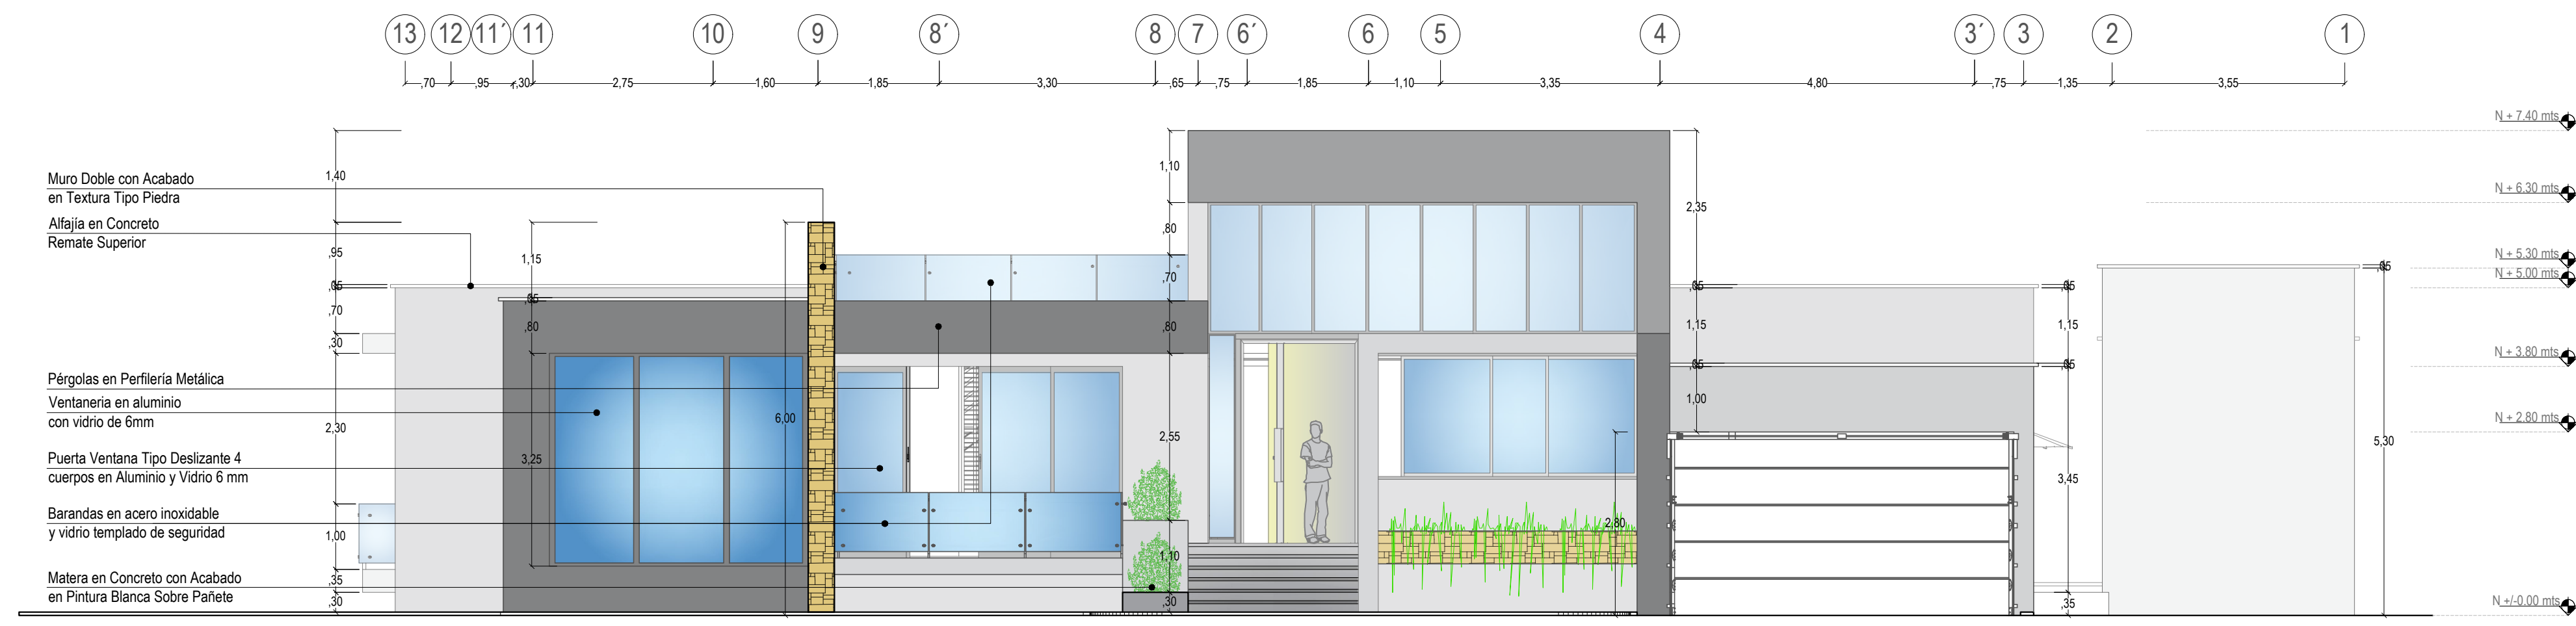 13 12 11´ 11 10 9 8´ 8 7 6´ 6 5 4 3´ 3 2 1
,70 ,95 ,30 2,75 1,60 1,85 3,30 ,65 ,75 1,85 1,10 3,35 4,80 ,75 1,35 3,55
Muro Doble con Acabado
en Textura Tipo Piedra
Alfajía en Concreto
Remate Superior
Pérgolas en Perfilería Metálica
Ventaneria en aluminio
con vidrio de 6mm
Puerta Ventana Tipo Deslizante 4
cuerpos en Aluminio y Vidrio 6 mm
Barandas en acero inoxidable
y vidrio templado de seguridad
Matera en Concreto con Acabado
en Pintura Blanca Sobre Pañete
1,40
,95
,05
,70
,30
2,30
1,00
,35
,30
1,15
,05
,80
3,25
6,00
1,10
,80
,70
,80
2,55
1,10
,30
2,35
,05
1,15
,05
1,00
2,80
,05
1,15
,05
3,45
,35
,05
5,30
N + 7.40 mts
N + 6.30 mts
N + 5.30 mts
N + 5.00 mts
N + 3.80 mts
N + 2.80 mts
N +/-0.00 mts